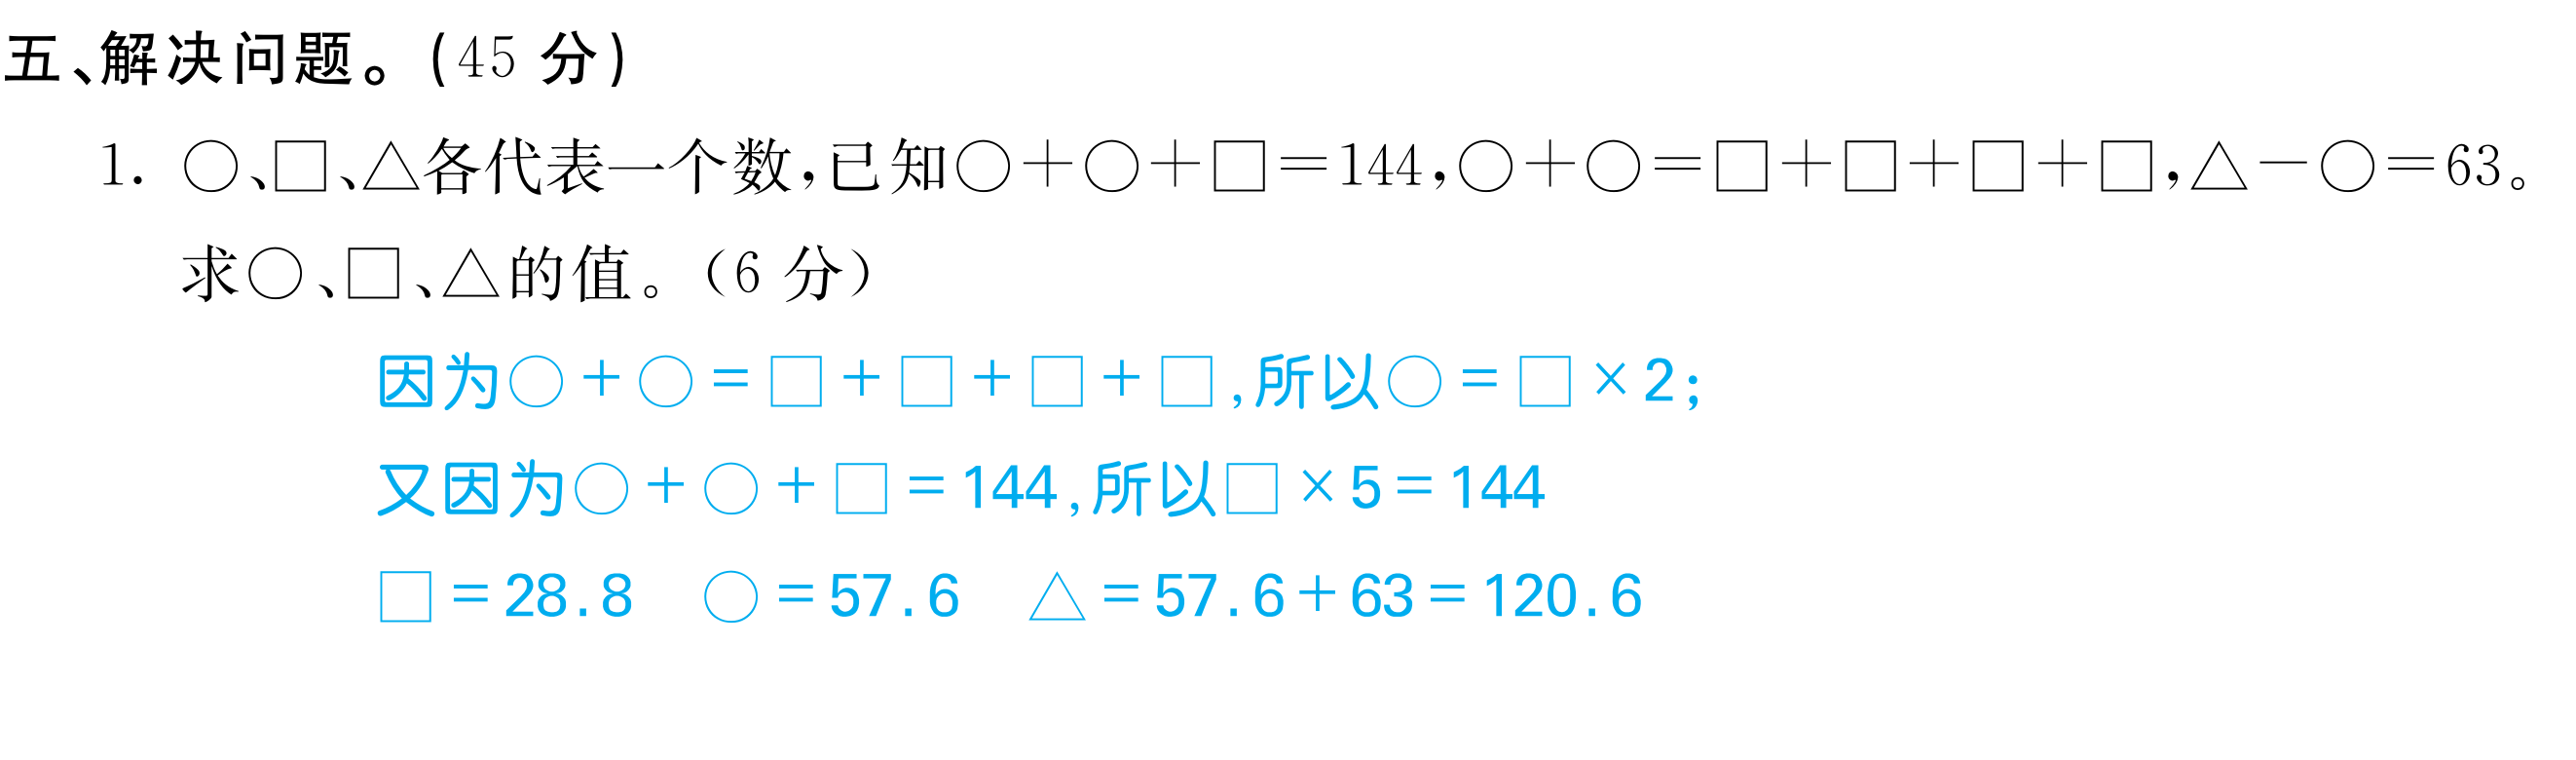 五、解决问题。(45 分)
1. ○、□、△各代表一个数,已知○+○+□=144,○+○=□+□+□+□,△-○=63。
求○、□、△的值。(6 分)
因为○+○=□+□+□+□,所以○=□×2;
又因为○+○+□=144,所以□×5=144
□=28.8 ○=57.6 △=57.6+63=120.6